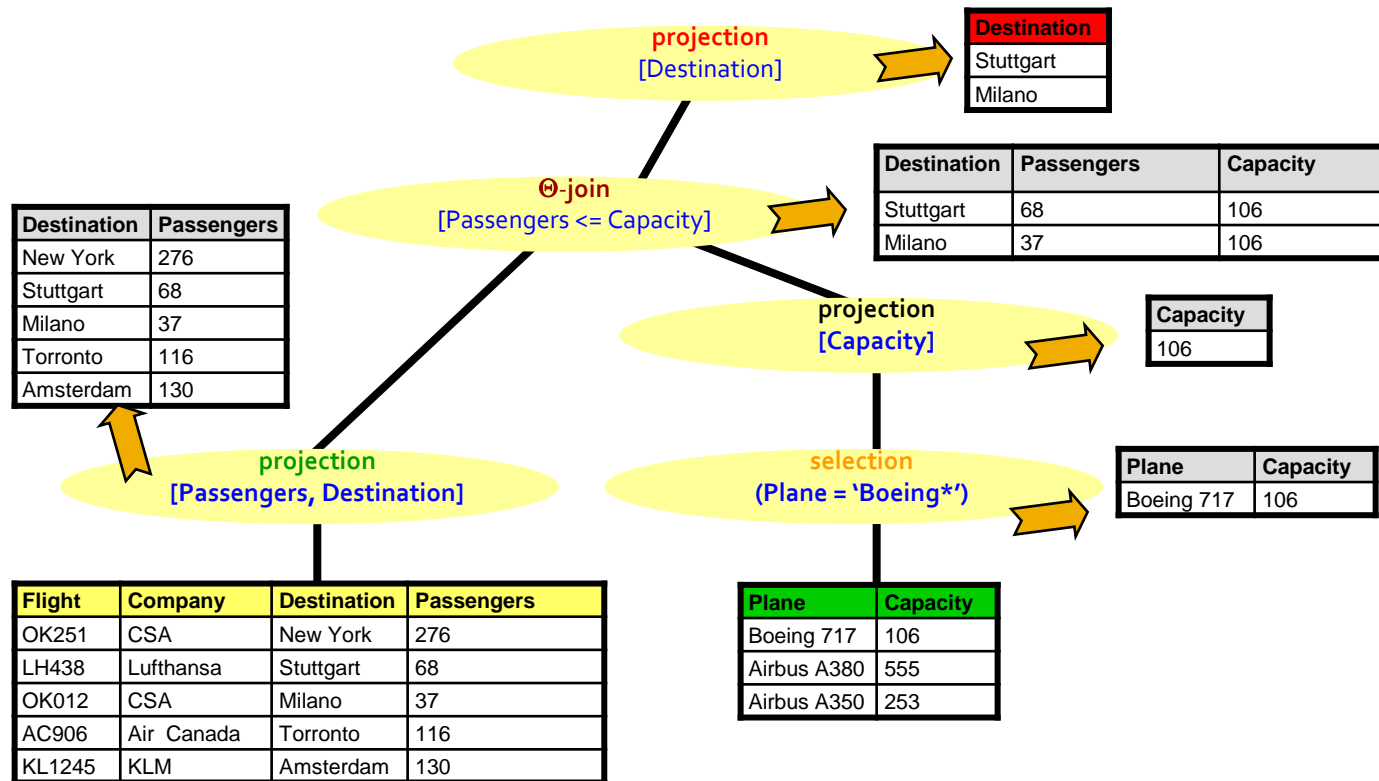 projection
[Destination]
Destination
Stuttgart
Milano
Θ-join
[Passengers <= Capacity]
Destination Passengers Capacity
Stuttgart 68 106
Milano 37 106
Destination Passengers
New York 276
Stuttgart 68
Milano 37
Torronto 116
Amsterdam 130
projection
[Capacity]
Capacity
106
projection
[Passengers, Destination]
selection
(Plane = ‘Boeing*’)
Plane Capacity
Boeing 717 106
Flight Company Destination Passengers
OK251 CSA New York 276
LH438 Lufthansa Stuttgart 68
OK012 CSA Milano 37
AC906 Air Canada Torronto 116
KL1245 KLM Amsterdam 130
Plane Capacity
Boeing 717 106
Airbus A380 555
Airbus A350 253